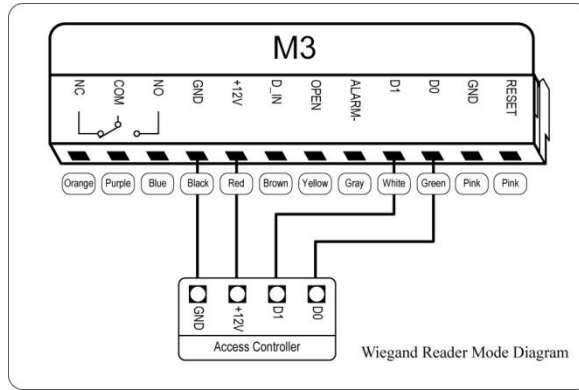 M3
NC COM NO GND +12V D_IN OPEN ALARM- D1 D0 GND RESET
Orange Purple Blue Black Red Brown Yellow Gray White Green Pink Pink
GND +12V D1 D0
Access Controller
Wiegand Reader Mode Diagram